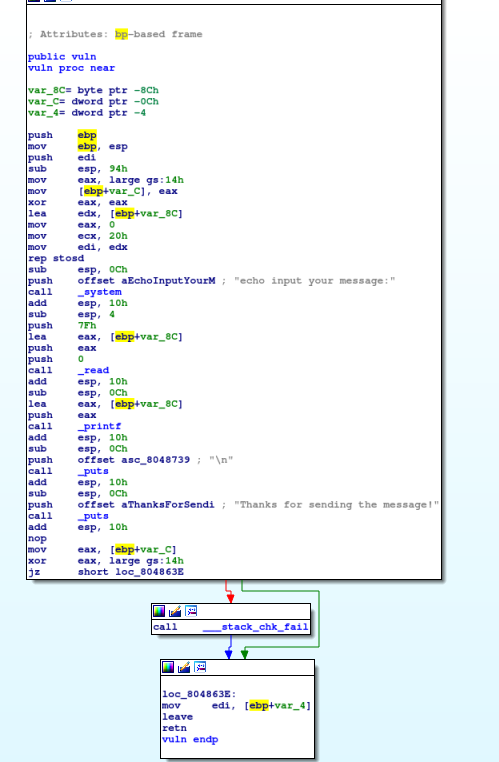 ; Attributes: bp-based frame
public vuln
vuln proc near
var_8C= byte ptr -8Ch
var_C= dword ptr -0Ch
var_4= dword ptr -4
push ebp
mov ebp, esp
push edi
sub esp, 94h
mov eax, large gs:14h
mov [ebp+var_C], eax
xor eax, eax
lea edx, [ebp+var_8C]
mov eax, 0
mov ecx, 20h
mov edi, edx
rep stosd
sub esp, 0Ch
push offset aEchoInputYourM ; "echo input your message:"
call _system
add esp, 10h
sub esp, 4
push 7Fh
lea eax, [ebp+var_8C]
push eax
push 0
call _read
add esp, 10h
sub esp, 0Ch
lea eax, [ebp+var_8C]
push eax
call _printf
add esp, 10h
sub esp, 0Ch
push offset asc_8048739 ; "\n"
call _puts
add esp, 10h
sub esp, 0Ch
push offset aThanksForSendi ; "Thanks for sending the message!"
call _puts
add esp, 10h
nop
mov eax, [ebp+var_C]
xor eax, large gs:14h
jz short loc_804863E
call ___stack_chk_fail
loc_804863E:
mov edi, [ebp+var_4]
leave
retn
vuln endp